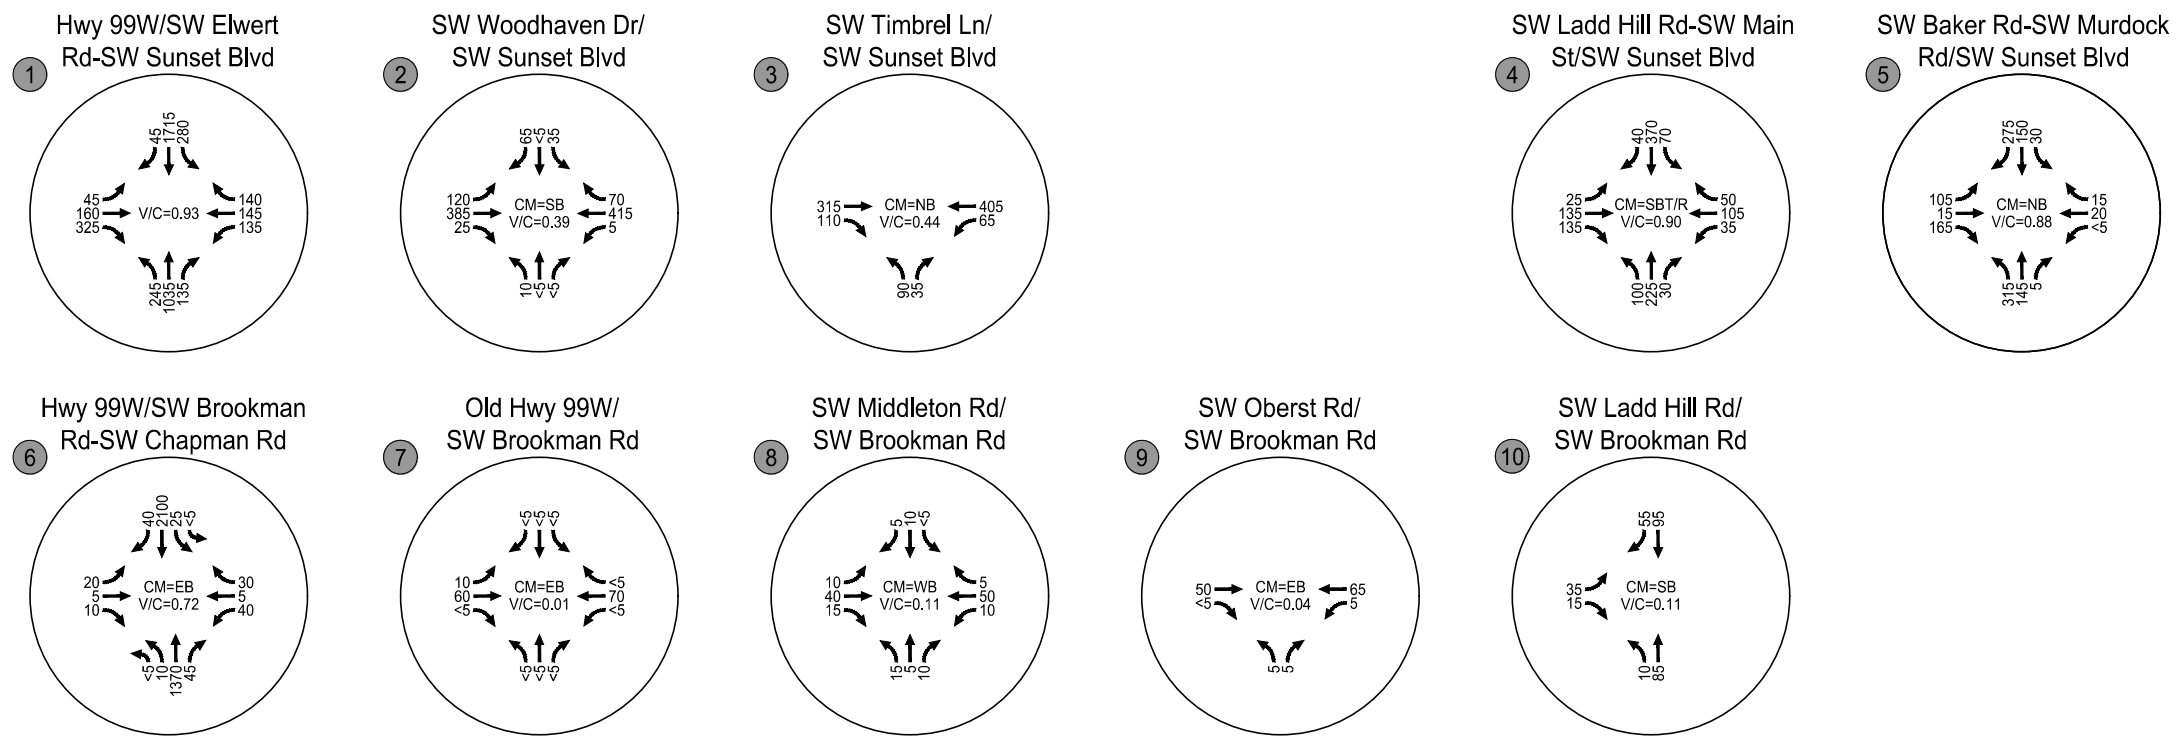 Hwy 99W/SW Elwert
Rd-SW Sunset Blvd
1
45
1715
280
45
160
325
V/C=0.93
140
145
135
245
1035
135
SW Woodhaven Dr/
SW Sunset Blvd
2
65
<5
35
120
385
25
CM=SB
V/C=0.39
70
415
5
10
<5
<5
SW Timbrel Ln/
SW Sunset Blvd
3
315
110
CM=NB
V/C=0.44
405
65
90
35
SW Ladd Hill Rd-SW Main
St/SW Sunset Blvd
4
40
370
70
25
135
135
CM=SBT/R
V/C=0.90
50
105
35
100
225
30
SW Baker Rd-SW Murdock
Rd/SW Sunset Blvd
5
275
150
30
105
15
165
CM=NB
V/C=0.88
15
20
<5
315
145
5
Hwy 99W/SW Brookman
Rd-SW Chapman Rd
6
40
2100
25
<5
20
5
10
CM=EB
V/C=0.72
30
5
40
<5
10
1370
45
Old Hwy 99W/
SW Brookman Rd
7
<5
<5
<5
10
60
<5
CM=EB
V/C=0.01
<5
70
<5
<5
<5
<5
SW Middleton Rd/
SW Brookman Rd
8
5
10
<5
10
40
15
CM=WB
V/C=0.11
5
50
10
15
5
10
SW Oberst Rd/
SW Brookman Rd
9
50
<5
CM=EB
V/C=0.04
65
5
5
5
SW Ladd Hill Rd/
SW Brookman Rd
10
55
95
35
15
CM=SB
V/C=0.11
10
85